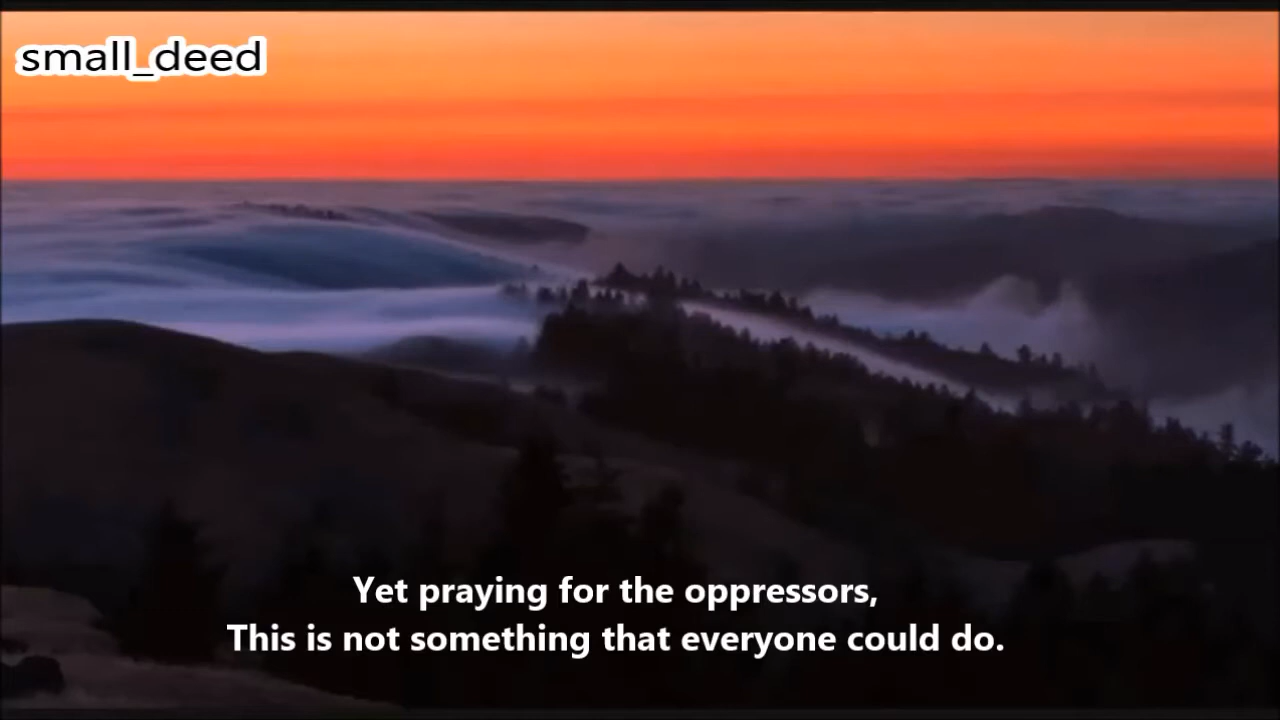 small_deed
Yet praying for the oppressors,
This is not something that everyone could do.